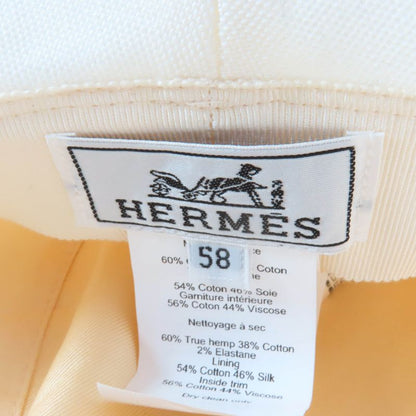 HERMÈS
58
60%
Coton
54% Coton 46% Soie
Garniture intérieure
56% Coton 44% Viscose
Nettoyage à sec
60% True hemp 38% Cotton
2% Elastane
Lining
54% Cotton 46% Silk
Inside trim
56% Cotton 44% Viscose
Dry clean only